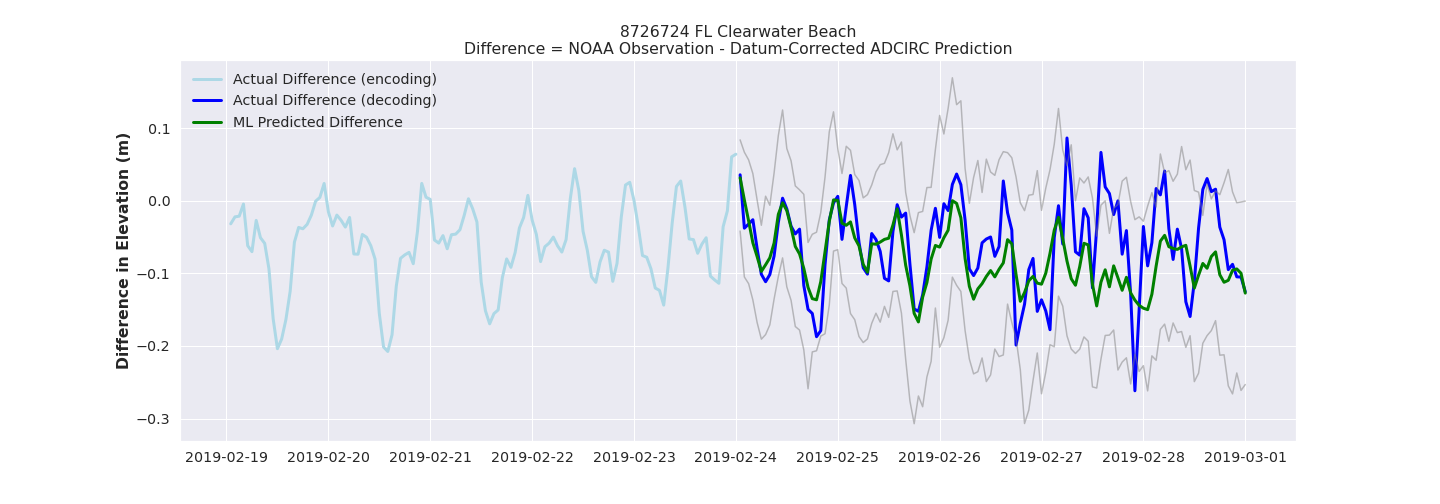 8726724 FL Clearwater Beach
Difference = NOAA Observation - Datum-Corrected ADCIRC Prediction
Actual Difference (encoding)
Actual Difference (decoding)
ML Predicted Difference
Difference in Elevation (m)
0.1
0.0
−0.1
−0.2
−0.3
2019-02-19 2019-02-20 2019-02-21 2019-02-22 2019-02-23 2019-02-24 2019-02-25 2019-02-26 2019-02-27 2019-02-28 2019-03-01